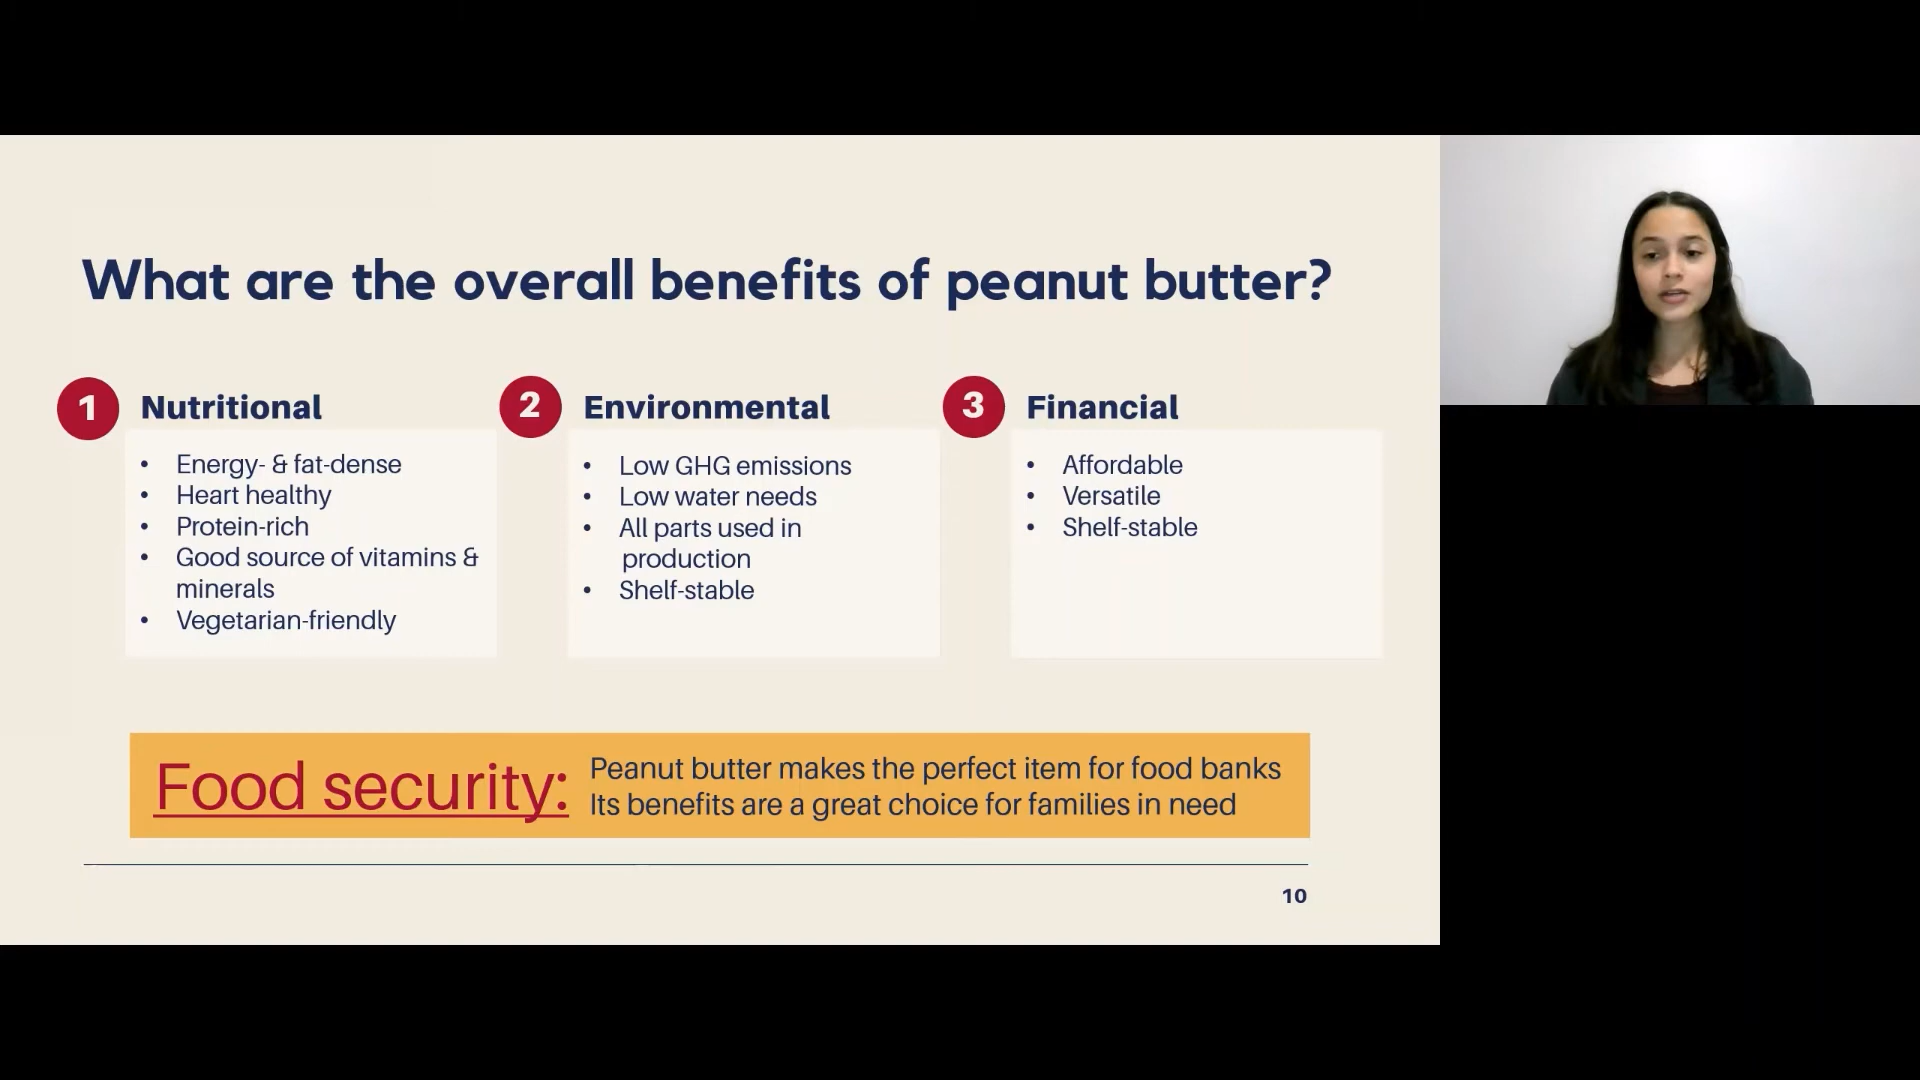 What are the overall benefits of peanut butter?
1 Nutritional
• Energy- & fat-dense
• Heart healthy
• Protein-rich
• Good source of vitamins &
minerals
• Vegetarian-friendly
2 Environmental
• Low GHG emissions
• Low water needs
• All parts used in
production
• Shelf-stable
3 Financial
• Affordable
• Versatile
• Shelf-stable
Food security:
Peanut butter makes the perfect item for food banks
Its benefits are a great choice for families in need
10